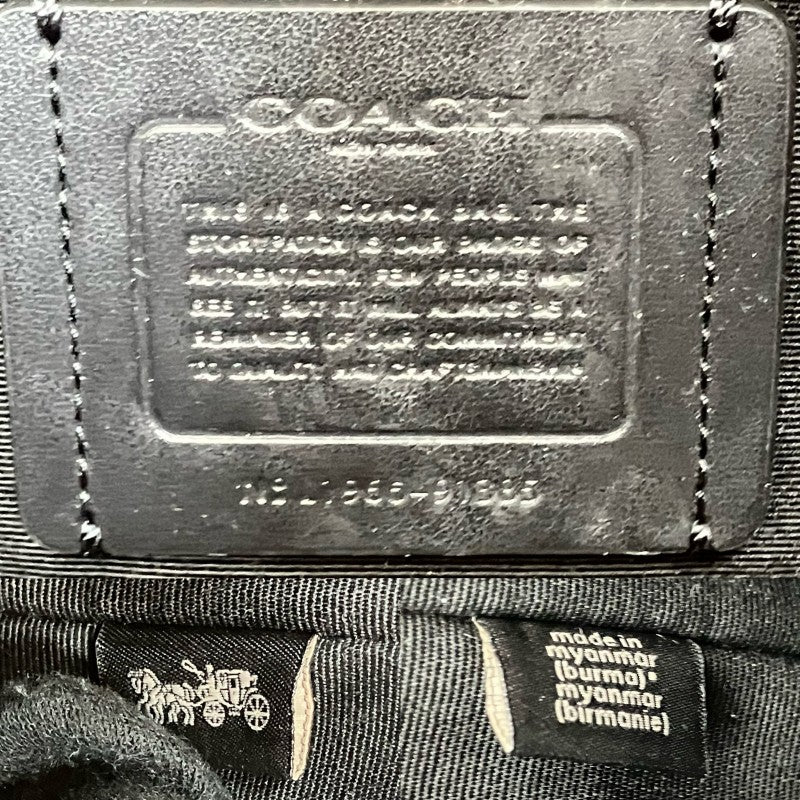 COACH
THIS IS A COACH BAG. THE
STORYPATCH IS OUR BADGE OF
AUTHENTICITY. FEW PEOPLE MAY
SEE IT, BUT IT WILL ALWAYS BE A
REMINDER OF OUR COMMITMENT
TO QUALITY AND CRAFTSMANSHIP.
made in
myanmar
(burma)•
myanmar
(birmanie)